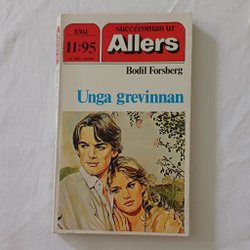 succéroman ur
11:95
Allers
Bodil Forsberg
Unga grevinnan